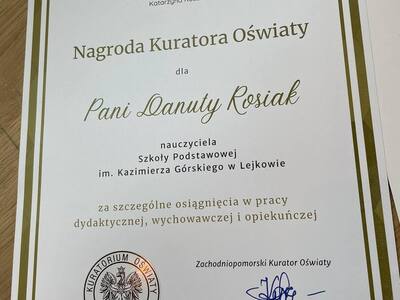 Katarzyna
Nagroda Kuratora Oświaty
dla
Pani Danuty Rosiak
nauczyciela
Szkoły Podstawowej
im. Kazimierza Górskiego w Lejkowie
za szczególne osiągnięcia w pracy
dydaktycznej, wychowawczej i opiekuńczej
Zachodniopomorski Kurator Oświaty
KURATORIUM OŚWIATY